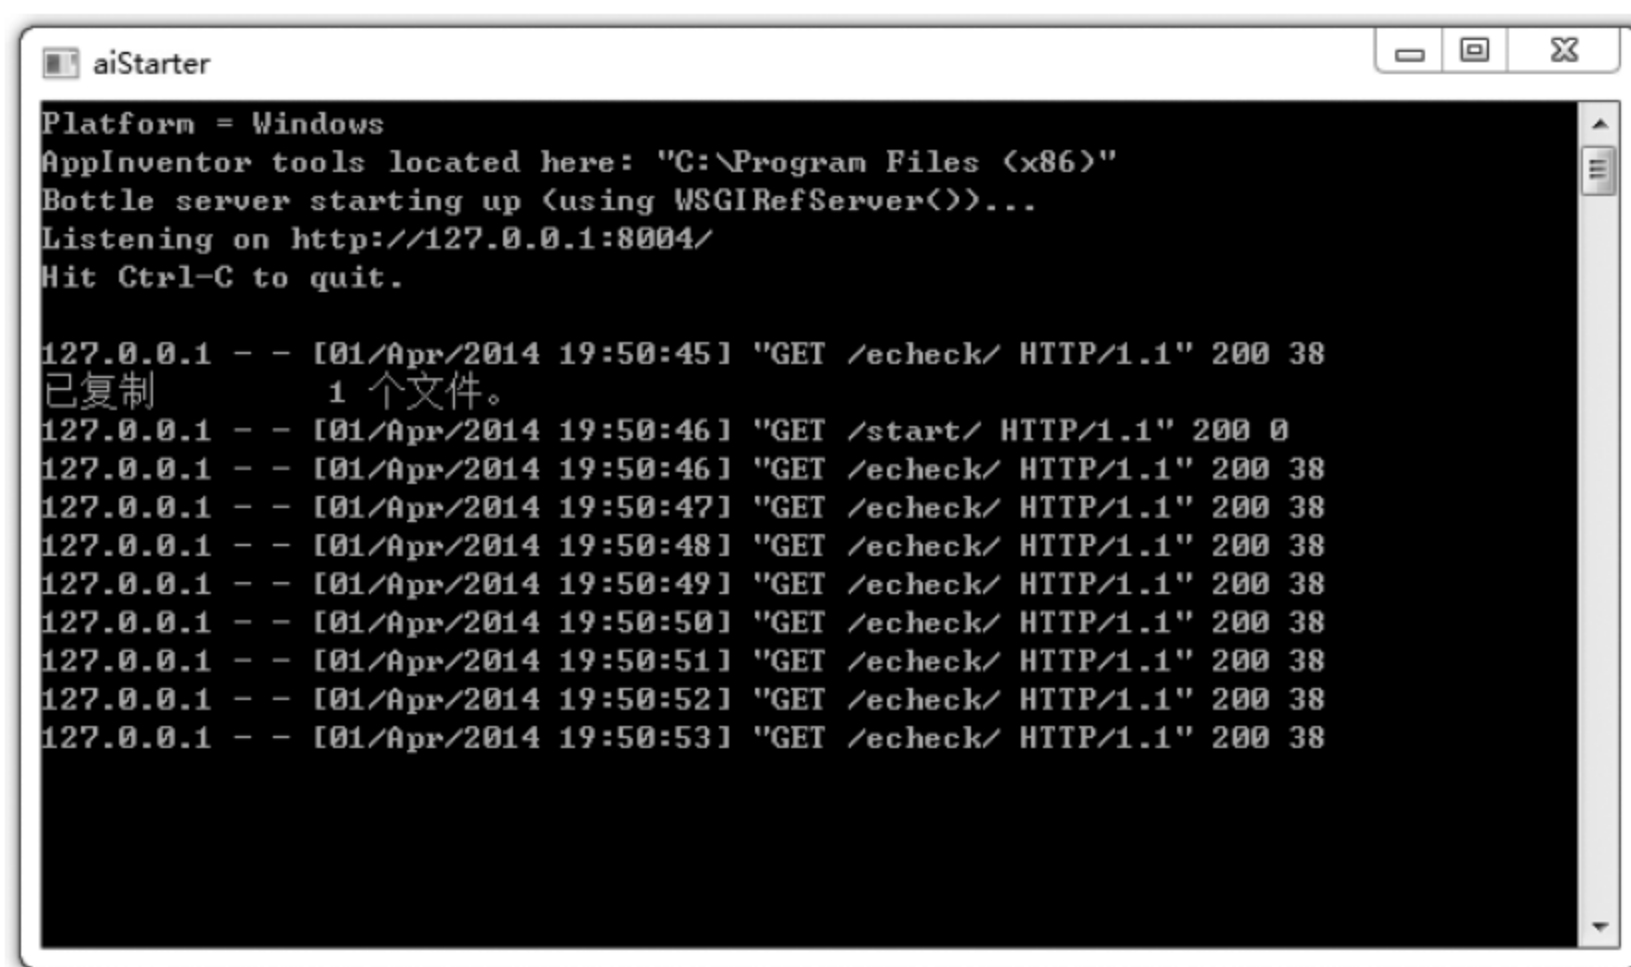 aiStarter
Platform = Windows
AppInventor tools located here: "C:\Program Files (x86)"
Bottle server starting up (using WSGIRefServer())...
Listening on http://127.0.0.1:8004/
Hit Ctrl-C to quit.
127.0.0.1 - - [01/Apr/2014 19:50:45] "GET /echeck/ HTTP/1.1" 200 38
已复制         1 个文件。
127.0.0.1 - - [01/Apr/2014 19:50:46] "GET /start/ HTTP/1.1" 200 0
127.0.0.1 - - [01/Apr/2014 19:50:46] "GET /echeck/ HTTP/1.1" 200 38
127.0.0.1 - - [01/Apr/2014 19:50:47] "GET /echeck/ HTTP/1.1" 200 38
127.0.0.1 - - [01/Apr/2014 19:50:48] "GET /echeck/ HTTP/1.1" 200 38
127.0.0.1 - - [01/Apr/2014 19:50:49] "GET /echeck/ HTTP/1.1" 200 38
127.0.0.1 - - [01/Apr/2014 19:50:50] "GET /echeck/ HTTP/1.1" 200 38
127.0.0.1 - - [01/Apr/2014 19:50:51] "GET /echeck/ HTTP/1.1" 200 38
127.0.0.1 - - [01/Apr/2014 19:50:52] "GET /echeck/ HTTP/1.1" 200 38
127.0.0.1 - - [01/Apr/2014 19:50:53] "GET /echeck/ HTTP/1.1" 200 38